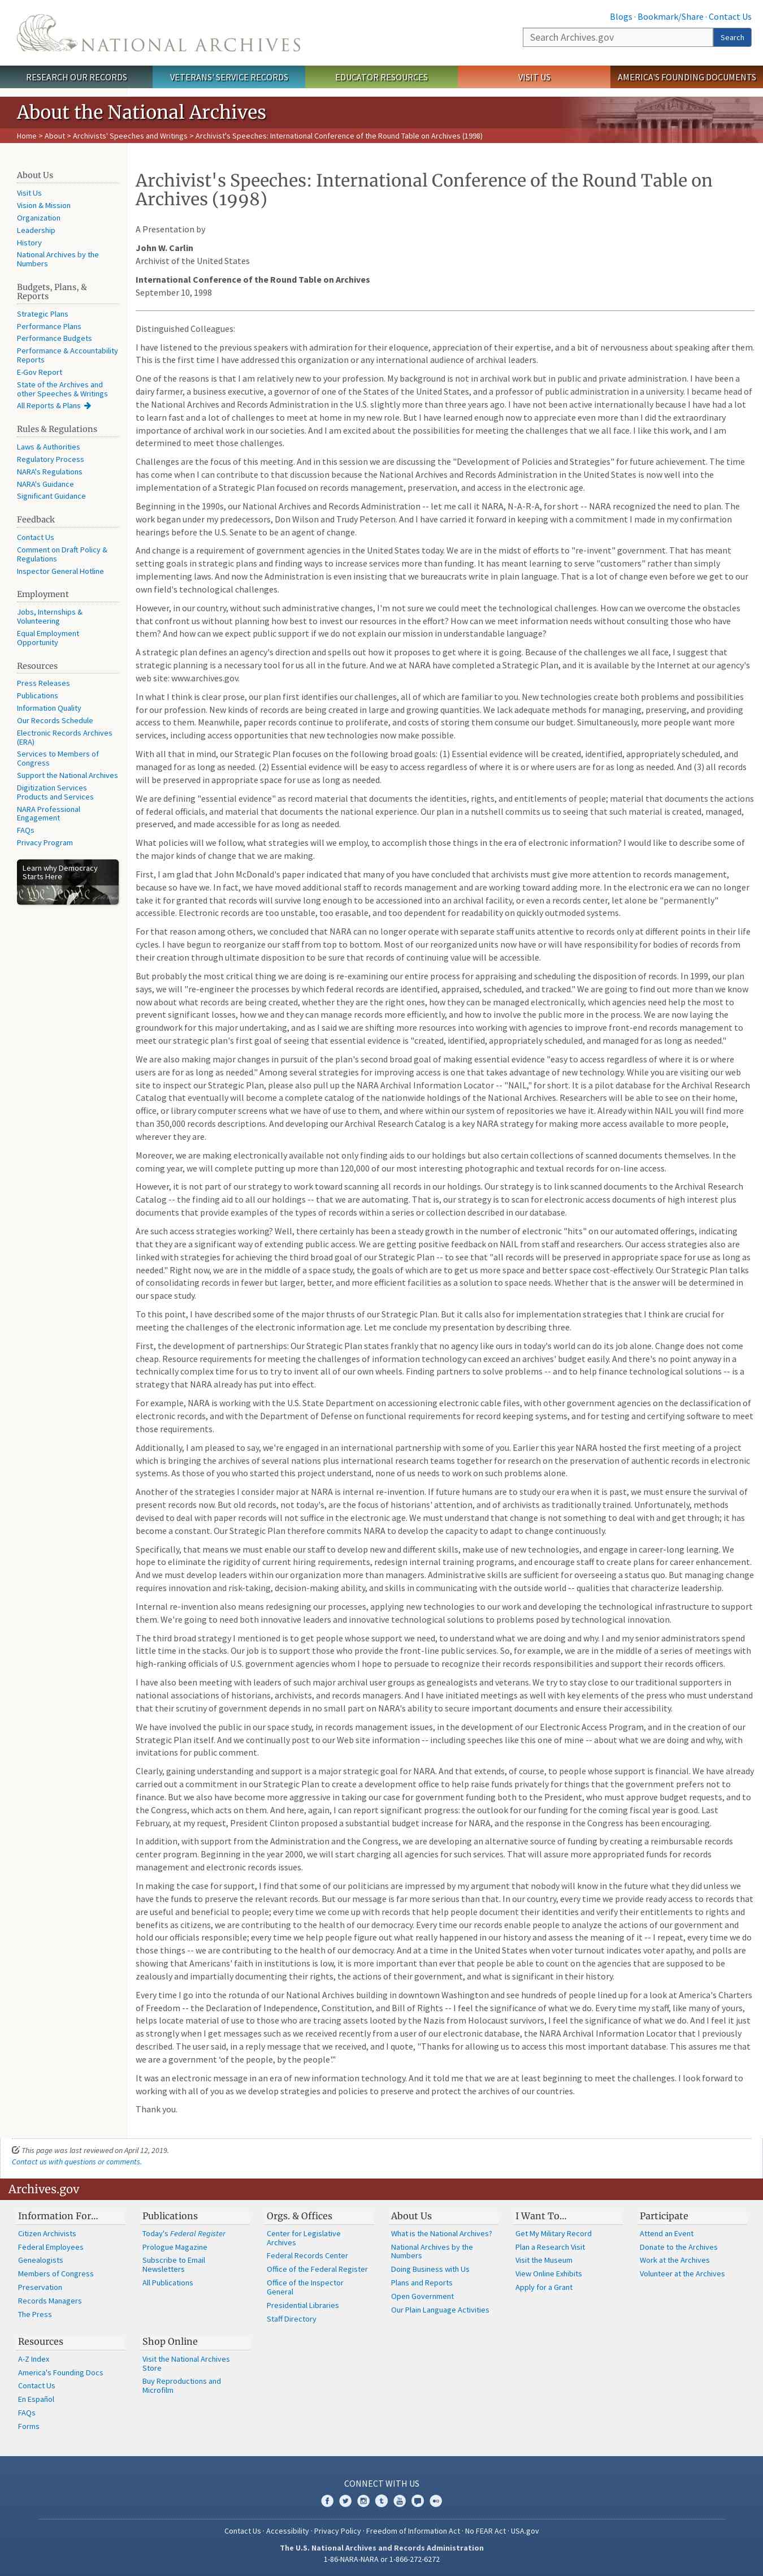 Blogs · Bookmark/Share · Contact Us
NATIONAL ARCHIVES
Search Archives.gov
Search
RESEARCH OUR RECORDS
VETERANS' SERVICE RECORDS
EDUCATOR RESOURCES
VISIT US
AMERICA'S FOUNDING DOCUMENTS
About the National Archives
Home > About > Archivists' Speeches and Writings > Archivist's Speeches: International Conference of the Round Table on Archives (1998)
About Us
Visit Us
Vision & Mission
Organization
Leadership
History
National Archives by the
Numbers
Budgets, Plans, &
Reports
Strategic Plans
Performance Plans
Performance Budgets
Performance & Accountability
Reports
E-Gov Report
State of the Archives and
other Speeches & Writings
All Reports & Plans
Rules & Regulations
Laws & Authorities
Regulatory Process
NARA's Regulations
NARA's Guidance
Significant Guidance
Feedback
Contact Us
Comment on Draft Policy &
Regulations
Inspector General Hotline
Employment
Jobs, Internships &
Volunteering
Equal Employment
Opportunity
Resources
Press Releases
Publications
Information Quality
Our Records Schedule
Electronic Records Archives
(ERA)
Services to Members of
Congress
Support the National Archives
Digitization Services
Products and Services
NARA Professional
Engagement
FAQs
Privacy Program
Learn why Democracy
Starts Here
Archivist's Speeches: International Conference of the Round Table on
Archives (1998)
A Presentation by
John W. Carlin
Archivist of the United States
International Conference of the Round Table on Archives
September 10, 1998
Distinguished Colleagues:
I have listened to the previous speakers with admiration for their eloquence, appreciation of their expertise, and a bit of nervousness about speaking after them.
This is the first time I have addressed this organization or any international audience of archival leaders.
One of the reasons is that I am relatively new to your profession. My background is not in archival work but in public and private administration. I have been a
dairy farmer, a business executive, a governor of one of the States of the United States, and a professor of public administration in a university. I became head of
the National Archives and Records Administration in the U.S. slightly more than three years ago. I have not addressed archivists internationally because I have had a lot
to learn fast and a lot of challenges to meet at home in my new role. But I have learned enough now to appreciate even more than I did the extraordinary
importance of archival work in our societies. And I am excited about the possibilities for meeting the challenges that we all face. I like this work, and I am
determined to meet those challenges.
Challenges are the focus of this meeting. And in this session we are discussing the "Development of Policies and Strategies" for future achievement. The time
has come when I can contribute to that discussion because the National Archives and Records Administration in the United States has just completed
implementation of a Strategic Plan focused on records management, preservation, and access in the electronic age.
Beginning in the 1990s, our National Archives and Records Administration -- let me call it NARA, N-A-R-A, for short -- NARA recognized the need to plan. The
work began under my predecessors, Don Wilson and Trudy Peterson. And I have carried it forward in keeping with a commitment I made in my confirmation
hearings before the U.S. Senate to be an agent of change.
And change is a requirement of government agencies in the United States today. We are in the midst of efforts to "re-invent" government. That has meant
setting goals in strategic plans and figuring out how to produce more services without increasing costs. It has meant learning to serve "customers" rather than
simply implementing laws. And now the Administration is even insisting that we write all of our documents in "plain language." That is a lot of change even before we get to our
own field's technological challenges.
However, in our country, without such administrative changes, I'm not sure we could meet the technological challenges. How can we overcome the obstacles
that confront us without planning how best to invest our resources in the effort? How can we meet information needs without consulting those who have
them? And how can we expect public support if we do not explain our mission in understandable language?
A strategic plan defines an agency's direction and spells out how it proposes to get where it is going. Because of the challenges we all face, I suggest that
strategic planning is a necessary tool for us all in the future. And we at NARA have completed a Strategic Plan, and it is available by the Internet at our agency's
web site: www.archives.gov.
In what I think is clear prose, our plan first identifies our challenges, all of which are familiar to you. New technologies create both problems and possibilities
for our profession. New kinds of records are being created in large and growing quantities. We lack adequate methods for managing, preserving, and providing
access to them. Meanwhile, paper records continue to proliferate, and costs of storing them consume our budget. Simultaneously, more people want more
services, including access opportunities that new technologies now make possible.
With all that in mind, our Strategic Plan focuses on the following broad goals: (1) Essential evidence will be created, identified, appropriately scheduled, and
managed for as long as needed. (2) Essential evidence will be easy to access regardless of where it is or where users are for as long as needed. And (3) all records
will be preserved in appropriate space for use as long as needed.
We are defining "essential evidence" as record material that documents the identities, rights, and entitlements of people; material that documents the actions
of federal officials, and material that documents the national experience. Our plan in a nutshell commits us to seeing that such material is created, managed,
preserved, and made accessible for as long as needed.
What policies will we follow, what strategies will we employ, to accomplish those things in the era of electronic information? I would like to describe some of
the major kinds of change that we are making.
First, I am glad that John McDonald's paper indicated that many of you have concluded that archivists must give more attention to records management,
because so have we. In fact, we have moved additional staff to records management and are working toward adding more. In the electronic era we can no longer
take it for granted that records will survive long enough to be accessioned into an archival facility, or even a records center, let alone be "permanently"
accessible. Electronic records are too unstable, too erasable, and too dependent for readability on quickly outmoded systems.
For that reason among others, we concluded that NARA can no longer operate with separate staff units attentive to records only at different points in their life
cycles. I have begun to reorganize our staff from top to bottom. Most of our units now have or will have responsibility for bodies of records from their
creation through ultimate disposition to be sure that records of continuing value will be accessible.
But probably the most critical thing we are doing is re-examining our entire process for appraising and scheduling the disposition of records. In 1999, our plan
says, we will "re-engineer the processes by which federal records are identified, appraised, scheduled, and tracked." We are going to find out more than we know
now about what records are being created, whether they are the right ones, how they can be managed electronically, which agencies need the help the most to
prevent significant losses, how we and they can manage records more efficiently, and how to involve the public more in the process. We are now laying the
groundwork for this major undertaking, and as I said we are shifting more resources into working with agencies to improve front-end records management to
meet our strategic plan's first goal of seeing that essential evidence is "created, identified, appropriately scheduled, and managed for as long as needed."
We are also making major changes in pursuit of the plan's second broad goal of making essential evidence "easy to access regardless of where it is or where
users are for as long as needed." Among several strategies for improving access is one that takes advantage of new technology. While you are visiting our web
site to inspect our Strategic Plan, please also pull up the NARA Archival Information Locator -- "NAIL," for short. It is a pilot database for the Archival Research
Catalog that eventually will become a complete catalog of the nationwide holdings of the National Archives. Researchers will be able to see on their home,
office, or library computer screens what we have of use to them, and where within our system of repositories we have it. Already within NAIL you will find more
than 350,000 records descriptions. And developing our Archival Research Catalog is a key NARA strategy for making more access available to more people,
wherever they are.
Moreover, we are making electronically available not only finding aids to our holdings but also certain collections of scanned documents themselves. In the
coming year, we will complete putting up more than 120,000 of our most interesting photographic and textual records for on-line access.
However, it is not part of our strategy to work toward scanning all records in our holdings. Our strategy is to link scanned documents to the Archival Research
Catalog -- the finding aid to all our holdings -- that we are automating. That is, our strategy is to select for electronic access documents of high interest plus
documents that provide examples of the types of records within a series or collection described in our database.
Are such access strategies working? Well, there certainly has been a steady growth in the number of electronic "hits" on our automated offerings, indicating
that they are a significant way of extending public access. We are getting positive feedback on NAIL from staff and researchers. Our access strategies also are
linked with strategies for achieving the third broad goal of our Strategic Plan -- to see that "all records will be preserved in appropriate space for use as long as
needed." Right now, we are in the middle of a space study, the goals of which are to get us more space and better space cost-effectively. Our Strategic Plan talks
of consolidating records in fewer but larger, better, and more efficient facilities as a solution to space needs. Whether that is the answer will be determined in
our space study.
To this point, I have described some of the major thrusts of our Strategic Plan. But it calls also for implementation strategies that I think are crucial for
meeting the challenges of the electronic information age. Let me conclude my presentation by describing three.
First, the development of partnerships: Our Strategic Plan states frankly that no agency like ours in today's world can do its job alone. Change does not come
cheap. Resource requirements for meeting the challenges of information technology can exceed an archives' budget easily. And there's no point anyway in a
technically complex time for us to try to invent solutions -- to all of our challenges -- all on our own. Finding partners to solve problems -- and to help finance technological solutions -- is a
strategy that NARA already has put into effect.
For example, NARA is working with the U.S. State Department on accessioning electronic cable files, with other government agencies on the declassification of
electronic records, and with the Department of Defense on functional requirements for record keeping systems, and for testing and certifying software to meet
those requirements.
Additionally, I am pleased to say, we're engaged in an international partnership with some of you. Earlier this year NARA hosted the first meeting of a project
which is bringing the archives of several nations plus international research teams together for research on the preservation of authentic electronic
systems. As those of you who started this project understand, none of us needs to work on such problems alone.
Another of the strategies I consider major at NARA is internal re-invention. If future humans are to study our era when it is past, we must ensure the survival of
present records now. But old records, not today's, are the focus of historians' attention, and of archivists as traditionally trained. Unfortunately, methods
devised to deal with paper records will not suffice in the electronic age. We must understand that change is not something to deal with and get through; it has
become a constant. Our Strategic Plan therefore commits NARA to develop the capacity to adapt to change continuously.
Specifically, that means we must enable our staff to develop new and different skills, make use of new technologies, and engage in career-long learning. We
hope to eliminate the rigidity of current hiring requirements, redesign internal training programs, and encourage staff to create plans for career enhancement.
And we must develop leaders within our organization more than managers. Administrative skills are sufficient for overseeing a status quo. But managing change
requires innovation and risk-taking, decision-making ability, and skills in communicating with the outside world -- qualities that characterize leadership.
Internal re-invention also means redesigning our processes, applying new technologies to our work and developing the technological infrastructure to support
them. We're going to need both innovative leaders and innovative technological solutions to problems posed by technological innovation.
The third broad strategy I mentioned is to get people whose support we need, to understand what we are doing and why. I and my senior administrators spend
little time in the stacks. Our job is to support those who provide the front-line public services. So, for example, we are in the middle of a series of meetings with
high-ranking officials of U.S. government agencies whom I hope to persuade to recognize their records responsibilities and support their records officers.
I have also been meeting with leaders of such major archival user groups as genealogists and veterans. We try to stay close to our traditional supporters in
national associations of historians, archivists, and records managers. And I have initiated meetings as well with key elements of the press who must understand
that their scrutiny of government depends in no small part on NARA's ability to secure important documents and ensure their accessibility.
We have involved the public in our space study, in records management issues, in the development of our Electronic Access Program, and in the creation of our
Strategic Plan itself. And we continually post to our Web site information -- including speeches like this one of mine -- about what we are doing and why, with
invitations for public comment.
Clearly, gaining understanding and support is a major strategic goal for NARA. And that extends, of course, to people whose support is financial. We have already
carried out a commitment in our Strategic Plan to create a development office to help raise funds privately for things that the government prefers not to
finance. But we also have become more aggressive in taking our case for government funding both to the President, who must approve budget requests, and to
the Congress, which acts on them. And here, again, I can report significant progress: the outlook for our funding for the coming fiscal year is good. Last
February, at my request, President Clinton proposed a substantial budget increase for NARA, and the response in the Congress has been encouraging.
In addition, with support from the Administration and the Congress, we are developing an alternative source of funding by creating a reimbursable records
center program. Beginning in the year 2000, we will start charging all agencies for such services. That will assure more appropriated funds for records
management and electronic records issues.
In making the case for support, I find that some of our politicians are impressed by my argument that nobody will know in the future what they did unless we
have the funds to preserve the relevant records. But our message is far more serious than that. In our country, every time we provide ready access to records that
are useful and beneficial to people; every time we come up with records that help people document their identities and verify their entitlements to rights and
benefits as citizens, we are contributing to the health of our democracy. Every time our records enable people to analyze the actions of our government and
hold our officials responsible; every time we help people figure out what really happened in our history and assess the meaning of it -- I repeat, every time we do
those things -- we are contributing to the health of our democracy. And at a time in the United States when voter turnout indicates voter apathy, and polls are
showing that Americans' faith in institutions is low, it is more important than ever that people be able to count on the agencies that are supposed to be
zealously and impartially documenting their rights, the actions of their government, and what is significant in their history.
Every time I go into the rotunda of our National Archives building in downtown Washington and see hundreds of people lined up for a look at America's Charters
of Freedom -- the Declaration of Independence, Constitution, and Bill of Rights -- I feel the significance of what we do. Every time my staff, like many of yours,
helps locate material of use to those who are tracing assets looted by the Nazis from Holocaust survivors, I feel the significance of what we do. And I feel it just as
strongly when I get messages such as we received recently from a user of our electronic database, the NARA Archival Information Locator that I previously
described. The user said, in a reply message that we received, and I quote, "Thanks for allowing us to access this most important database. This assures me that
we are a government 'of the people, by the people'."
It was an electronic message in an era of new information technology. And it told me that we are at least beginning to meet the challenges. I look forward to
working with all of you as we develop strategies and policies to preserve and protect the archives of our countries.
Thank you.
This page was last reviewed on April 12, 2019.
Contact us with questions or comments.
Archives.gov
Information For…
Citizen Archivists
Federal Employees
Genealogists
Members of Congress
Preservation
Records Managers
The Press
Publications
Today's Federal Register
Prologue Magazine
Subscribe to Email
Newsletters
All Publications
Orgs. & Offices
Center for Legislative
Archives
Federal Records Center
Office of the Federal Register
Office of the Inspector
General
Presidential Libraries
Staff Directory
About Us
What is the National Archives?
National Archives by the
Numbers
Doing Business with Us
Plans and Reports
Open Government
Our Plain Language Activities
I Want To…
Get My Military Record
Plan a Research Visit
Visit the Museum
View Online Exhibits
Apply for a Grant
Participate
Attend an Event
Donate to the Archives
Work at the Archives
Volunteer at the Archives
Resources
A-Z Index
America's Founding Docs
Contact Us
En Español
FAQs
Forms
Shop Online
Visit the National Archives
Store
Buy Reproductions and
Microfilm
CONNECT WITH US
Contact Us · Accessibility · Privacy Policy · Freedom of Information Act · No FEAR Act · USA.gov
The U.S. National Archives and Records Administration
1-86-NARA-NARA or 1-866-272-6272